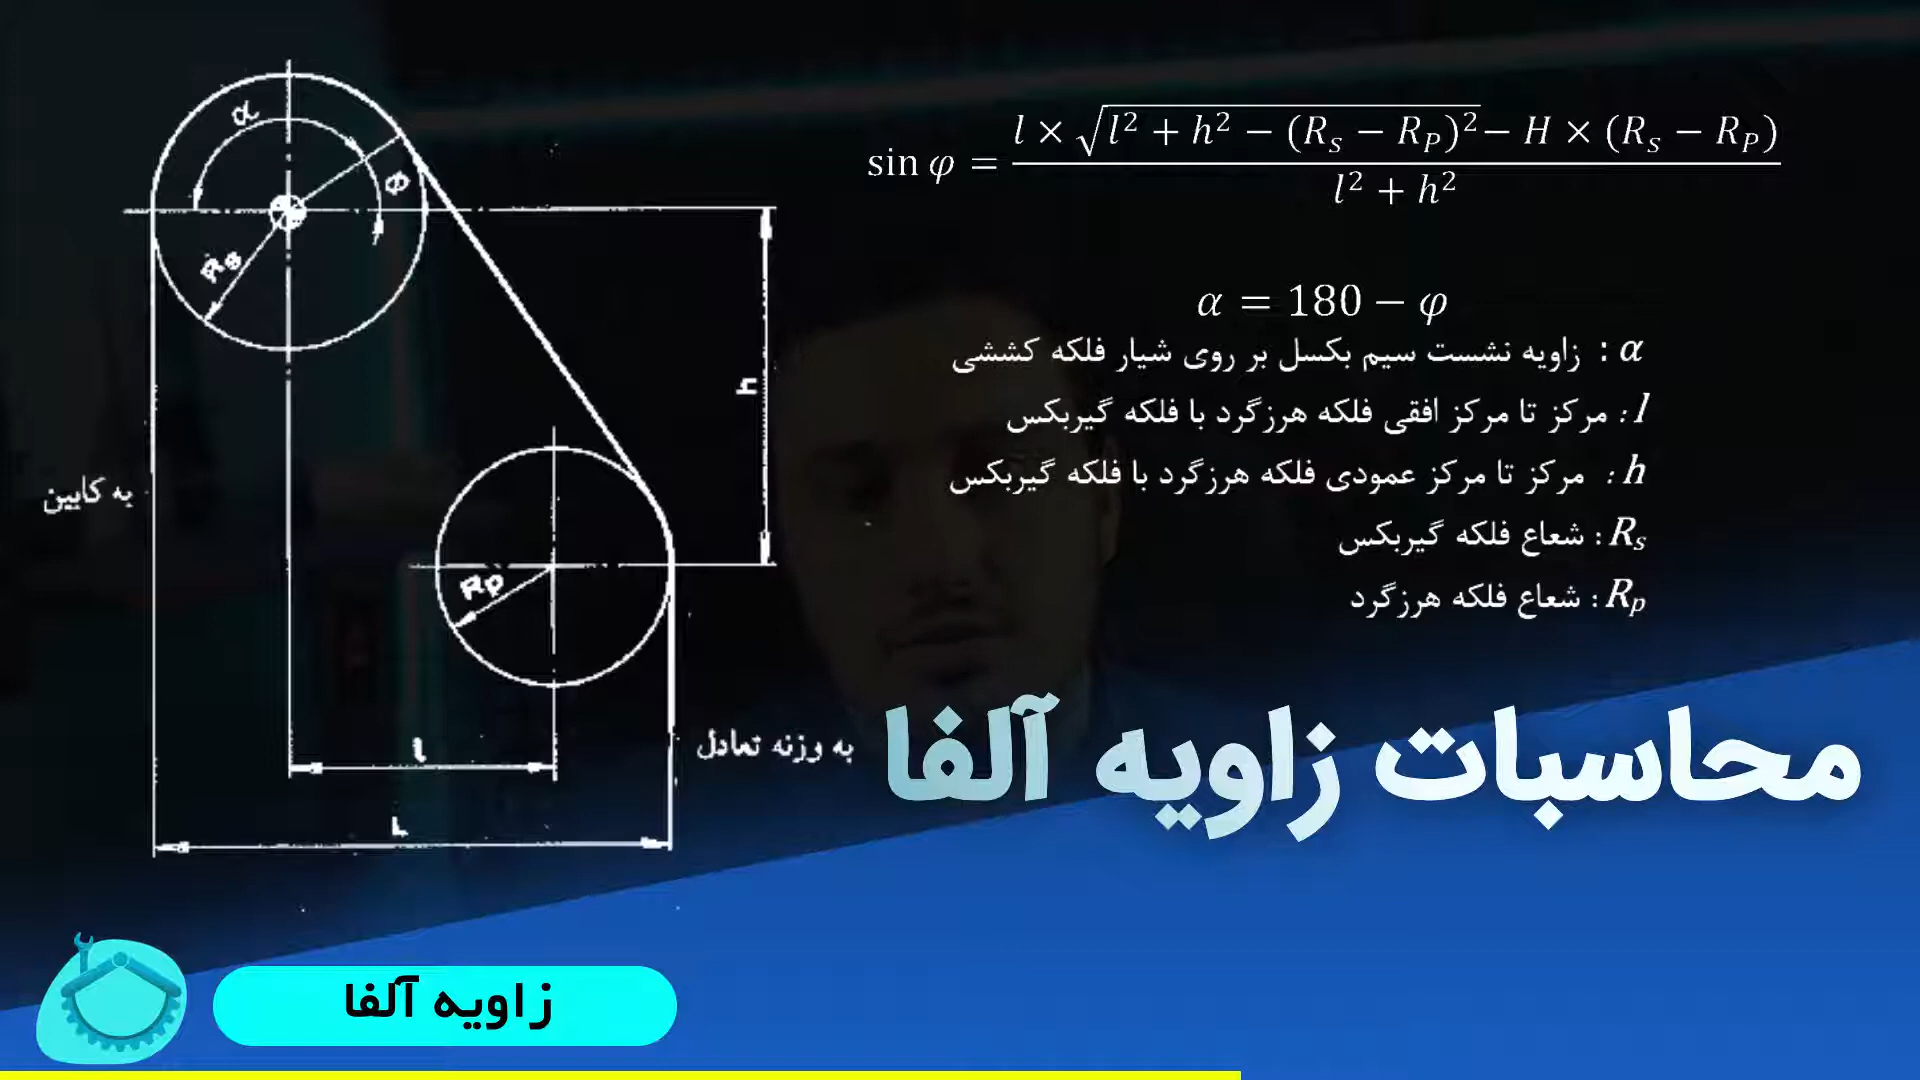 α
Φ
Rs
h
Rp
به کابین
l
به وزنه تعادل
L
sin φ = l × √l² + h² − (Rₛ − R_P)² − H × (Rₛ − R_P) / l² + h²
α = 180 − φ
α : زاویه نشست سیم بکسل بر روی شیار فلکه کششی
l : مرکز تا مرکز افقی فلکه هرزگرد با فلکه گیربکس
h : مرکز تا مرکز عمودی فلکه هرزگرد با فلکه گیربکس
Rs : شعاع فلکه گیربکس
Rp : شعاع فلکه هرزگرد
محاسبات زاویه آلفا
زاویه آلفا